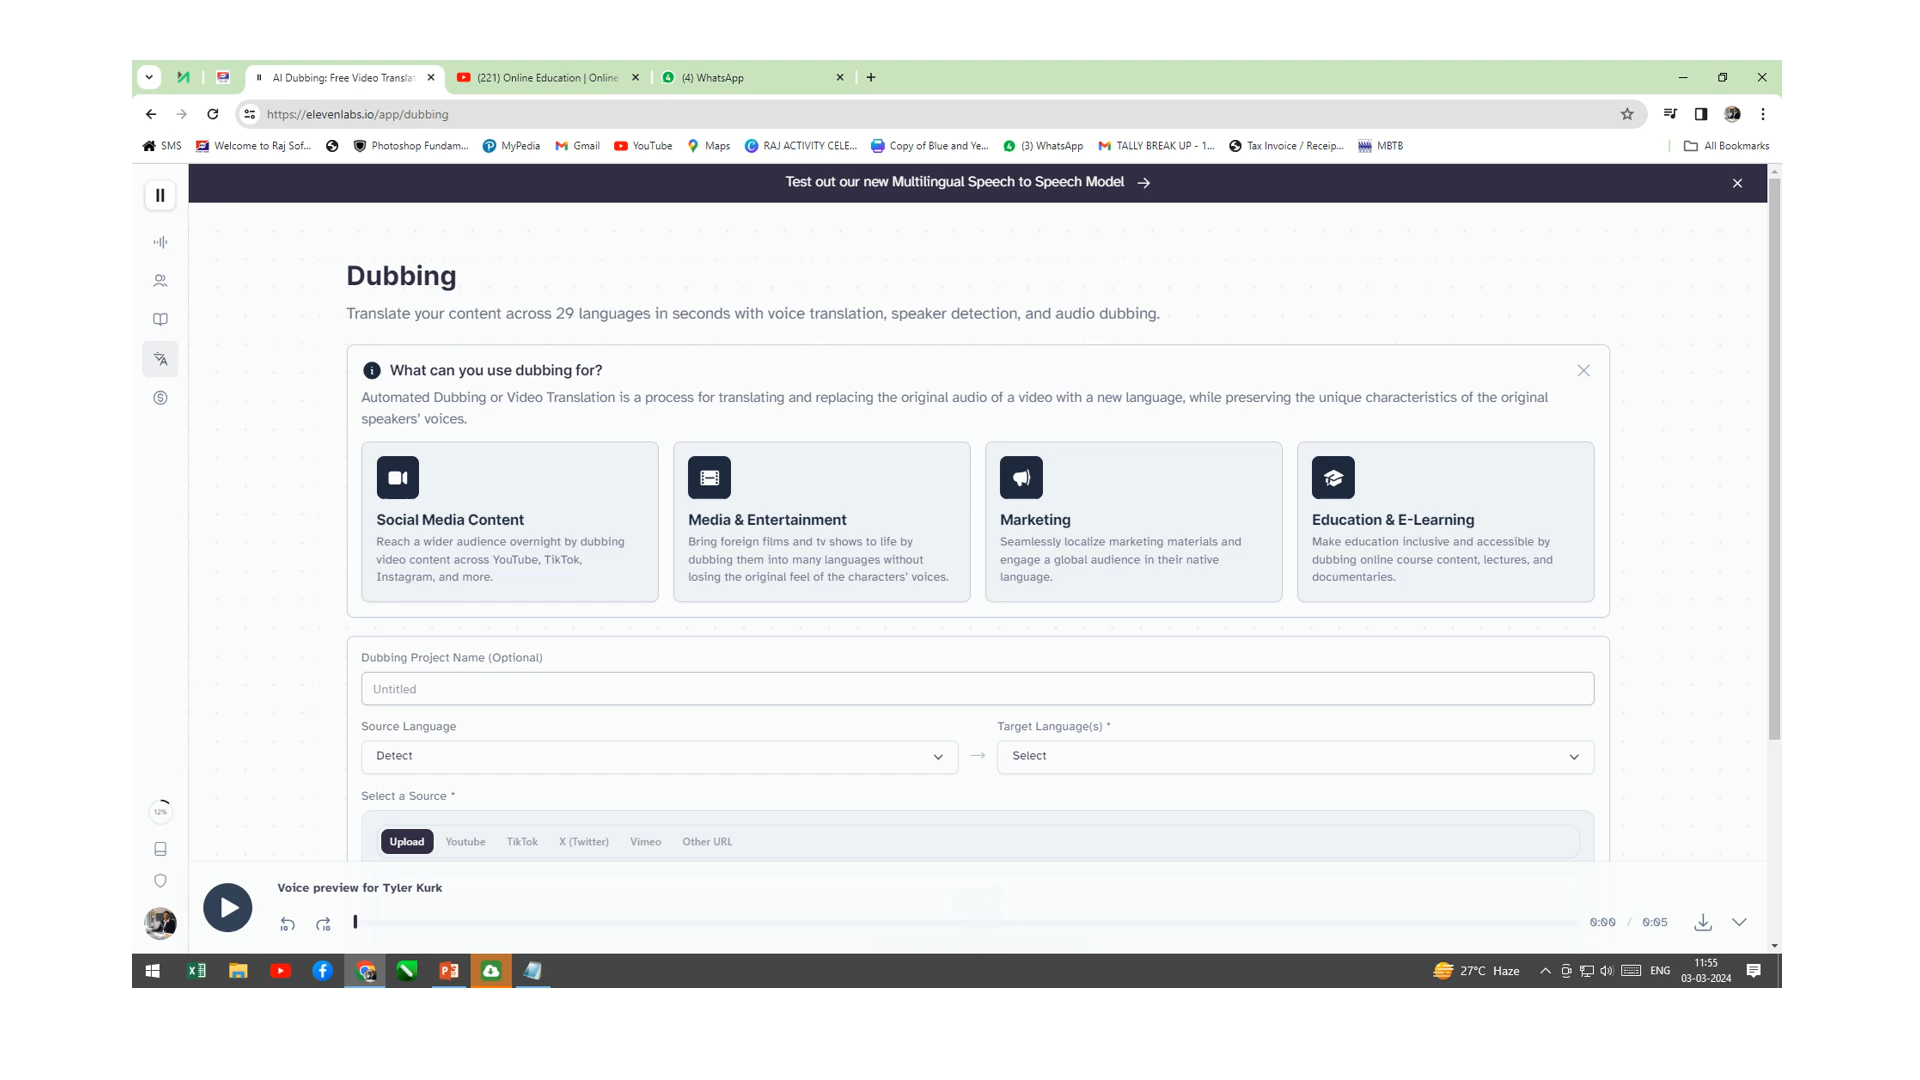 AI Dubbing: Free Video Transla
(221) Online Education | Online
(4) WhatsApp
https://elevenlabs.io/app/dubbing
SMS
Welcome to Raj Sof...
Photoshop Fundam...
MyPedia
Gmail
YouTube
Maps
RAJ ACTIVITY CELE...
Copy of Blue and Ye...
(3) WhatsApp
TALLY BREAK UP - 1...
Tax Invoice / Receip...
MBTB
All Bookmarks
Test out our new Multilingual Speech to Speech Model →
Dubbing
Translate your content across 29 languages in seconds with voice translation, speaker detection, and audio dubbing.
What can you use dubbing for?
Automated Dubbing or Video Translation is a process for translating and replacing the original audio of a video with a new language, while preserving the unique characteristics of the original
speakers’ voices.
Social Media Content
Reach a wider audience overnight by dubbing
video content across YouTube, TikTok,
Instagram, and more.
Media & Entertainment
Bring foreign films and tv shows to life by
dubbing them into many languages without
losing the original feel of the characters’ voices.
Marketing
Seamlessly localize marketing materials and
engage a global audience in their native
language.
Education & E-Learning
Make education inclusive and accessible by
dubbing online course content, lectures, and
documentaries.
Dubbing Project Name (Optional)
Untitled
Source Language
Target Language(s) *
Detect
Select
Select a Source *
Upload
Youtube
TikTok
X (Twitter)
Vimeo
Other URL
12%
Voice preview for Tyler Kurk
10
10
0:00 / 0:05
27°C Haze
ENG
11:55
03-03-2024